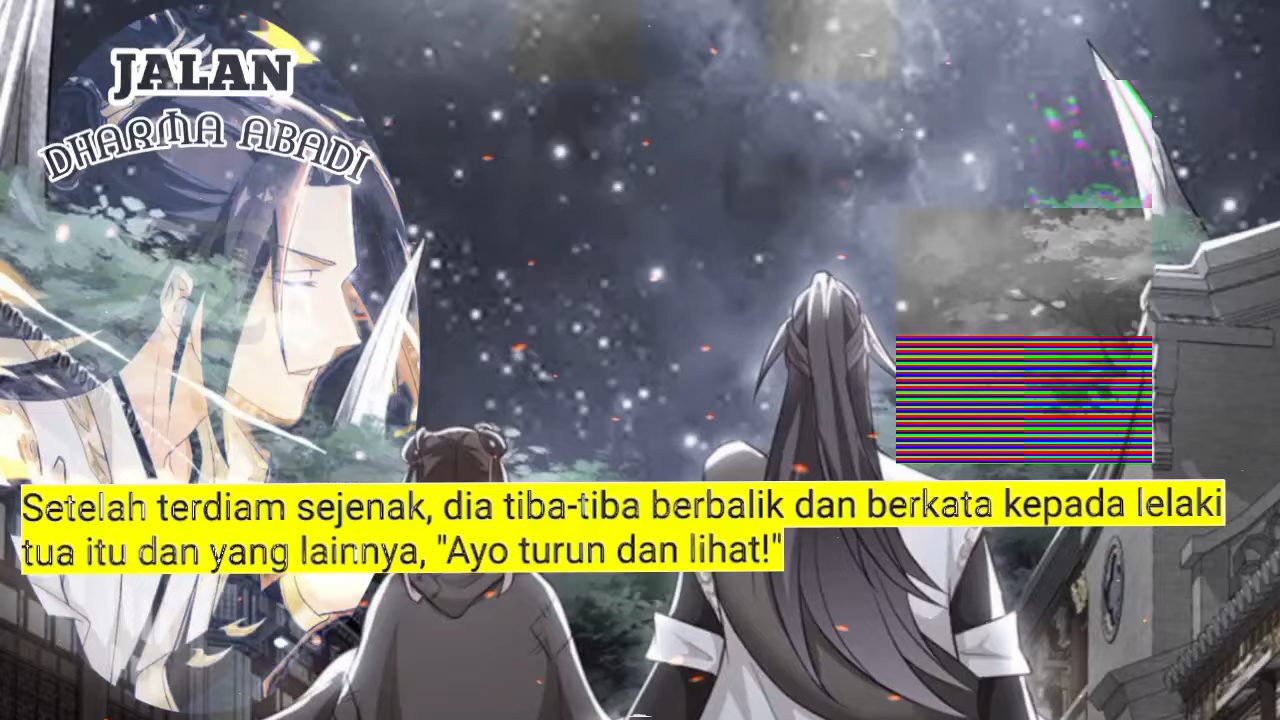 JALAN
DHARMA ABADI
Setelah terdiam sejenak, dia tiba-tiba berbalik dan berkata kepada lelaki
tua itu dan yang lainnya, "Ayo turun dan lihat!"